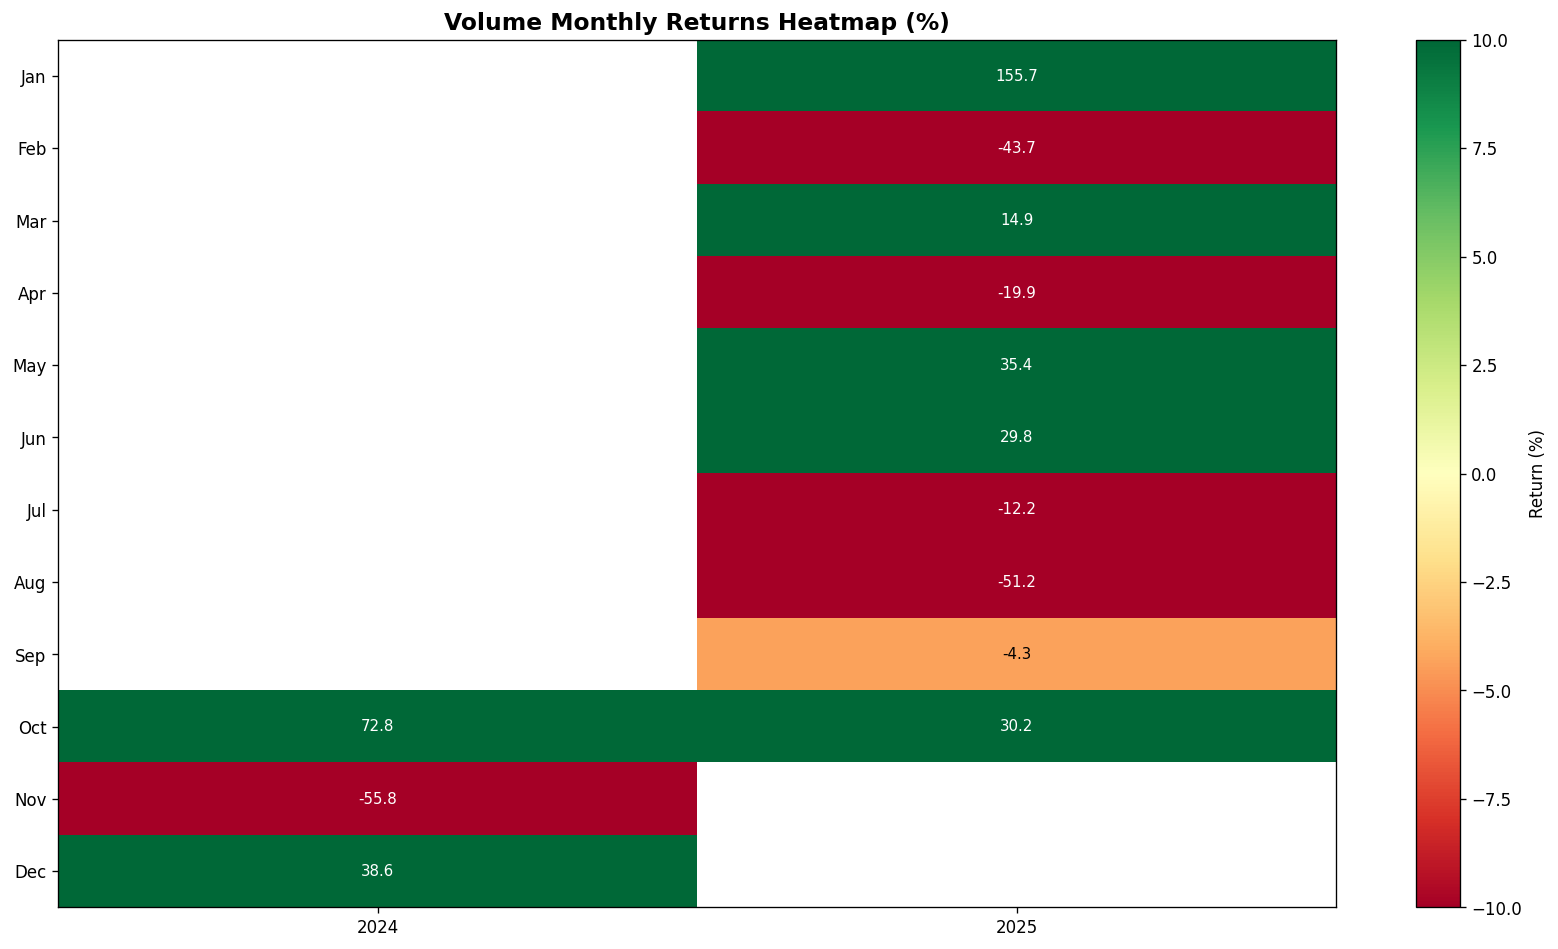 Volume Monthly Returns Heatmap (%)
Jan
155.7
Feb
-43.7
Mar
14.9
Apr
-19.9
May
35.4
Jun
29.8
Jul
-12.2
Aug
-51.2
Sep
-4.3
Oct
72.8
30.2
Nov
-55.8
Dec
38.6
2024
2025
10.0
7.5
5.0
2.5
0.0
−2.5
−5.0
−7.5
−10.0
Return (%)